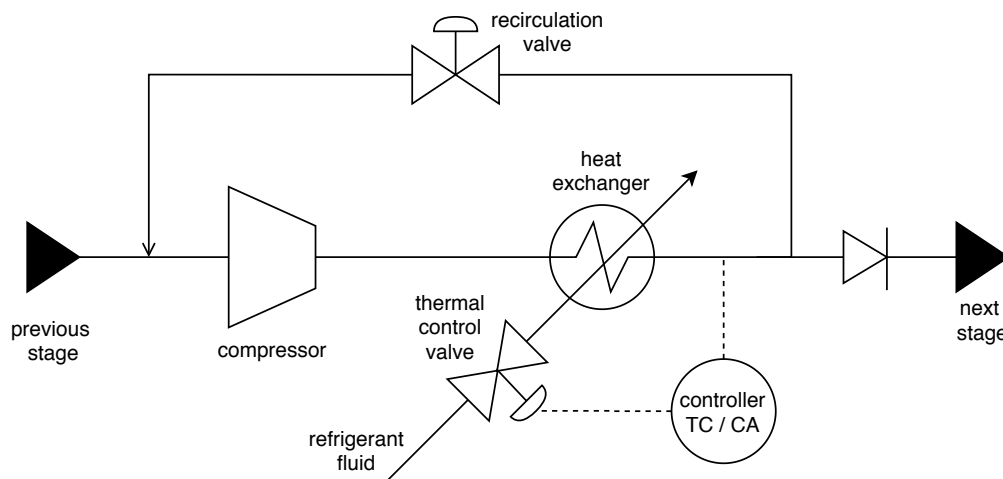 recirculation
valve
heat
exchanger
thermal
control
valve
previous
stage
compressor
next
stage
controller
TC / CA
refrigerant
fluid